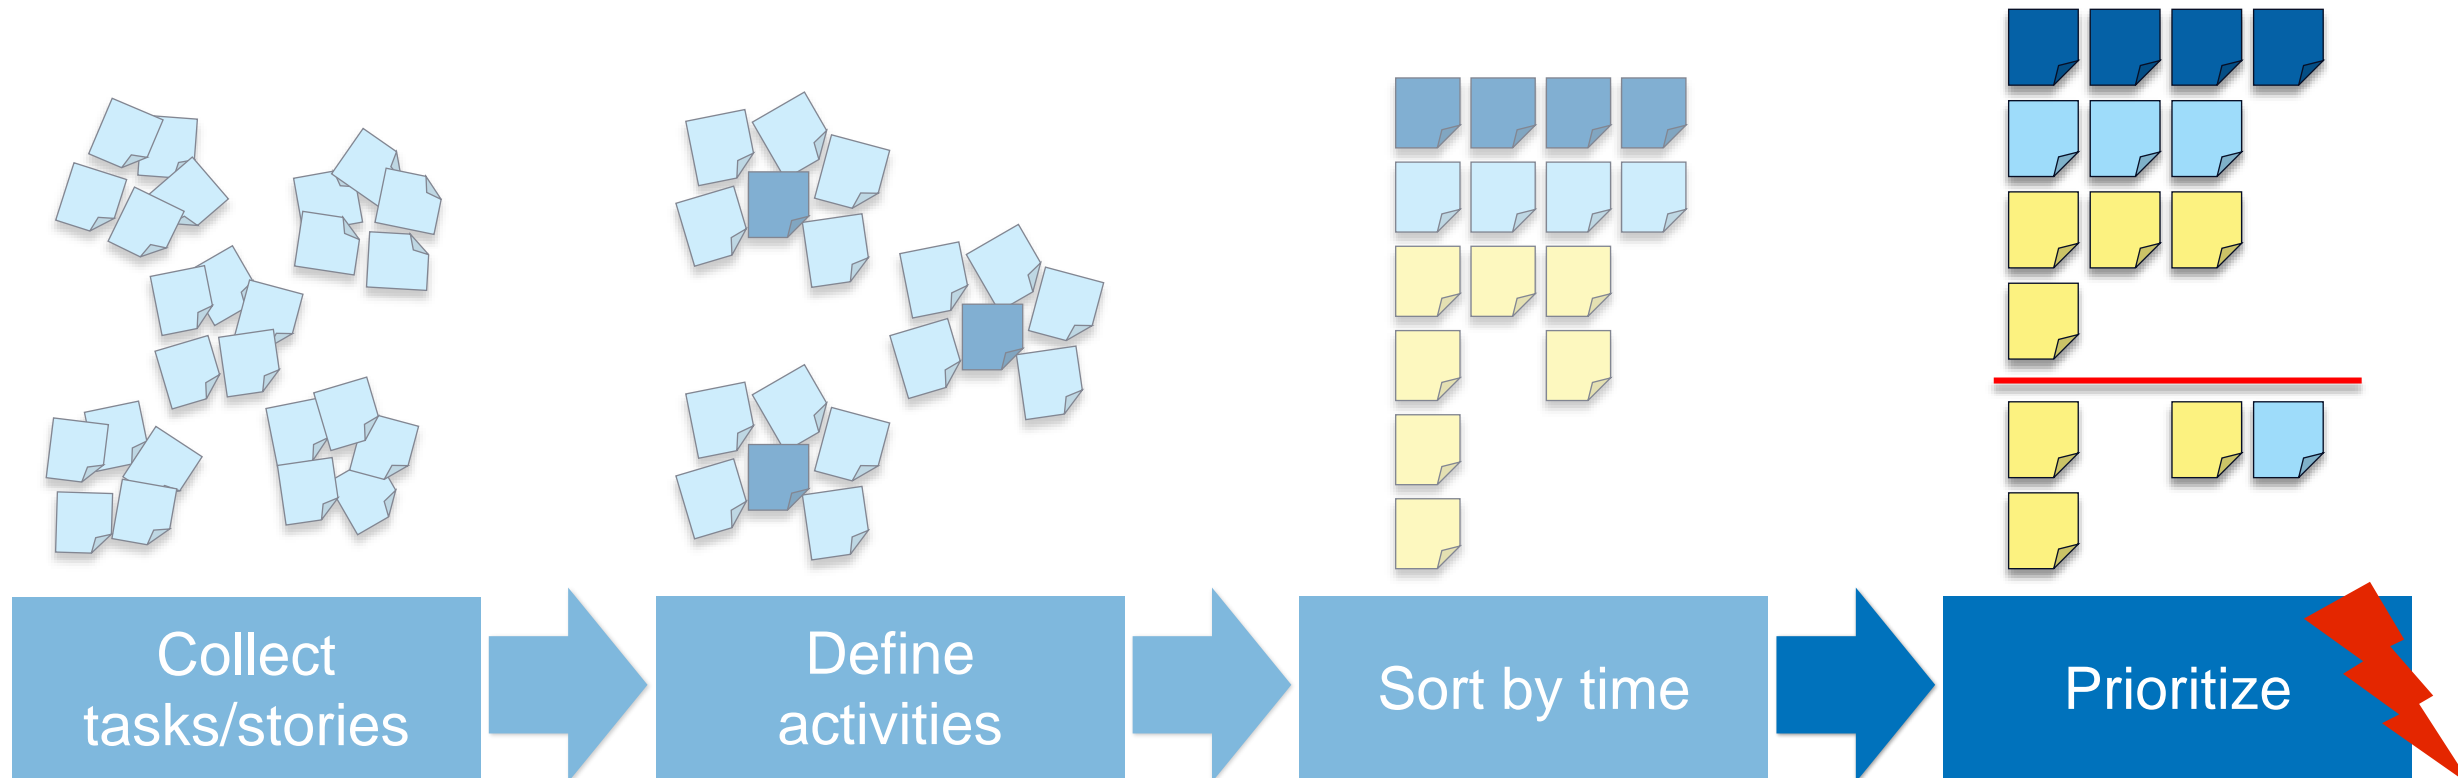 Collect
tasks/stories
Define
activities
Sort by time
Prioritize